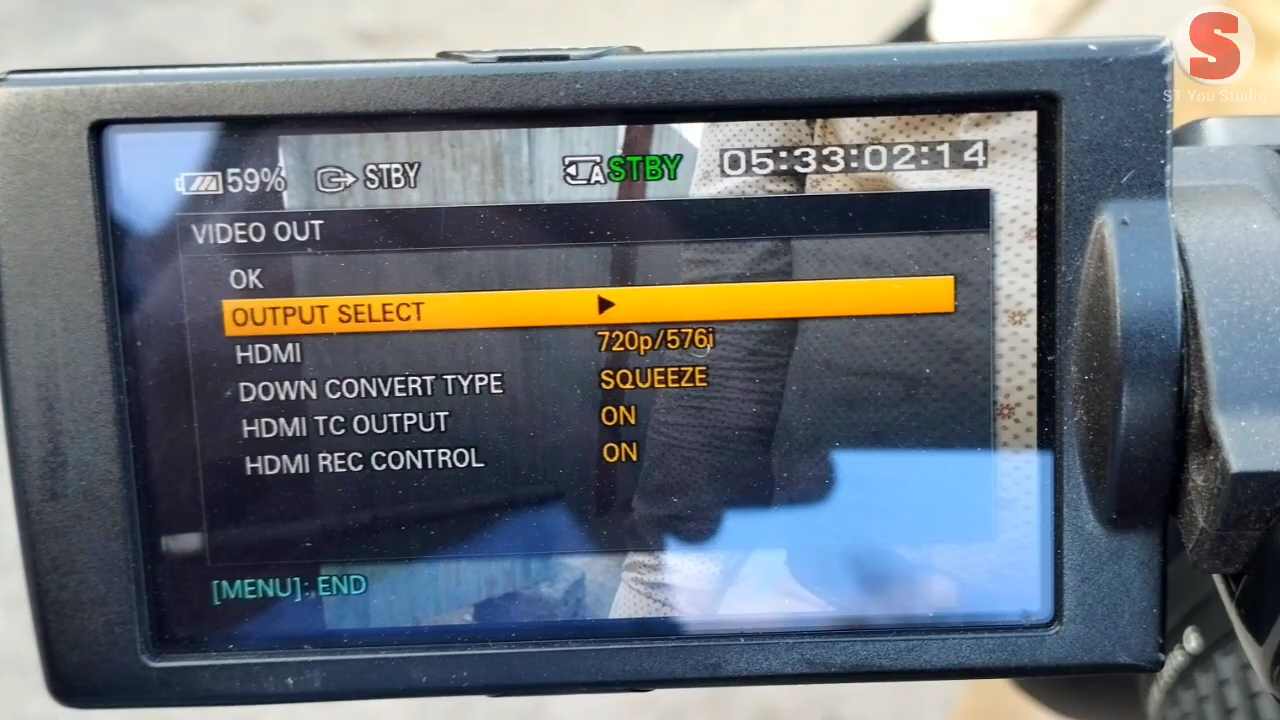 S
ST You Studio
59% STBY A STBY 05:33:02:14
VIDEO OUT
OK
OUTPUT SELECT
HDMI 720p/576i
DOWN CONVERT TYPE SQUEEZE
HDMI TC OUTPUT ON
HDMI REC CONTROL ON
[MENU]: END